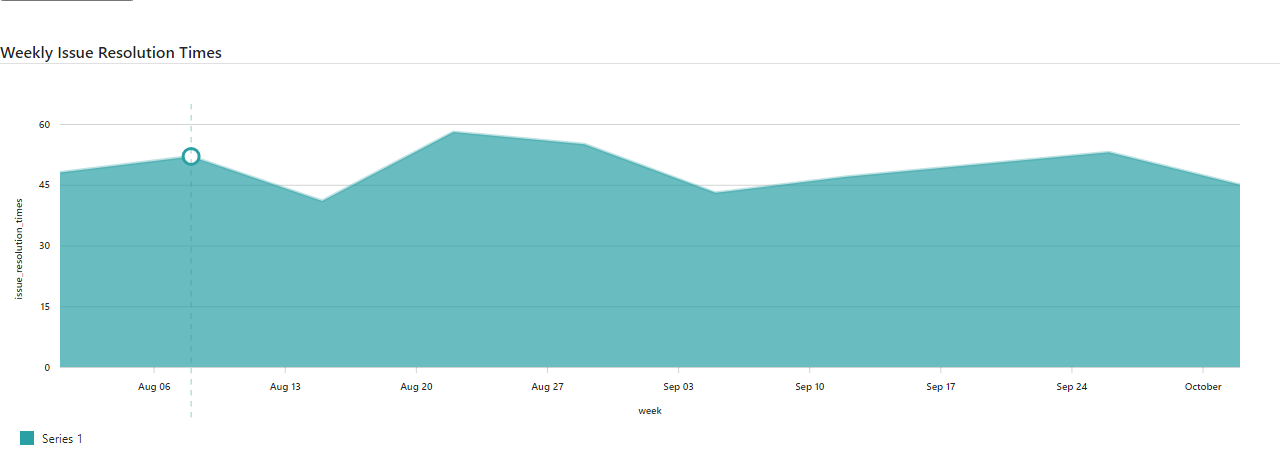 Weekly Issue Resolution Times
60
45
30
15
0
issue_resolution_times
Aug 06 Aug 13 Aug 20 Aug 27 Sep 03 Sep 10 Sep 17 Sep 24 October
week
Series 1